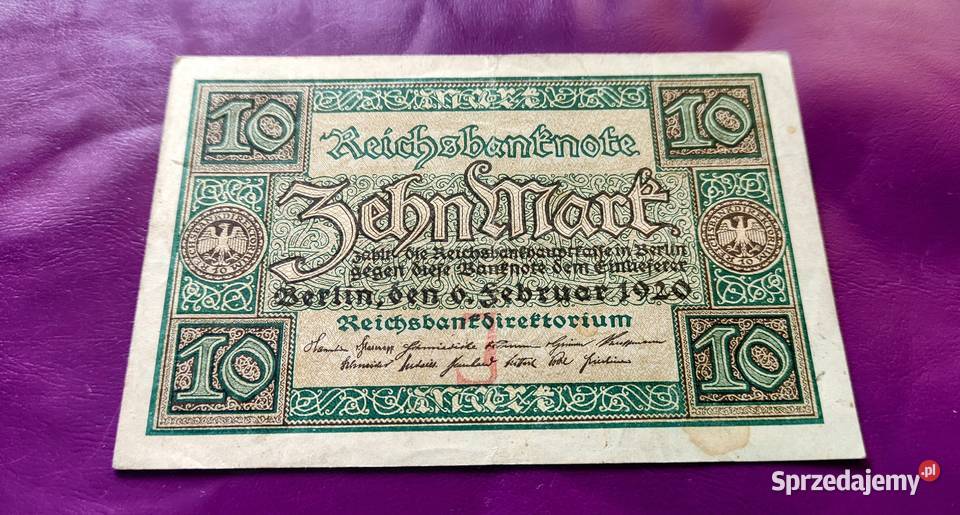 10 10
Reichsbanknote
Zehn Mark
zahlt die Reichsbankhauptkasse in Berlin
gegen diese Banknote dem Einlieferer
Berlin, den 6. Februar 1920
Reichsbankdirektorium
J
10 10
Sprzedajemy.pl